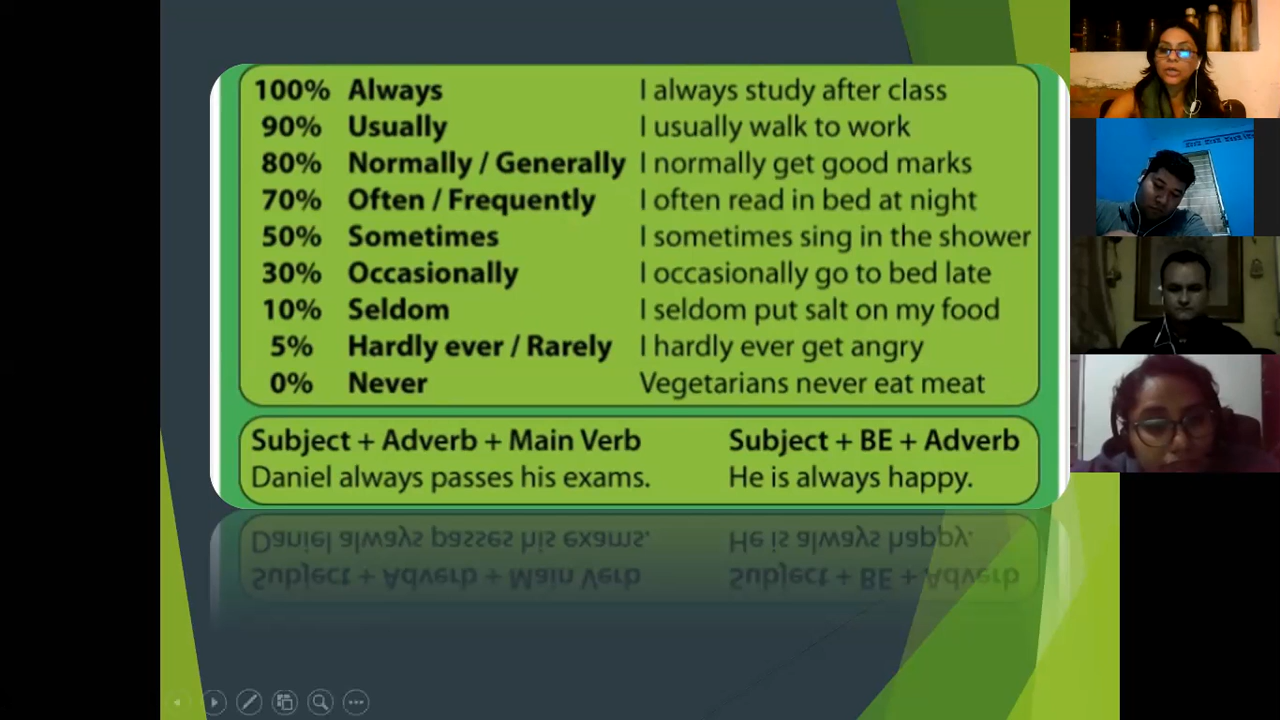 100% Always I always study after class
90% Usually I usually walk to work
80% Normally / Generally I normally get good marks
70% Often / Frequently I often read in bed at night
50% Sometimes I sometimes sing in the shower
30% Occasionally I occasionally go to bed late
10% Seldom I seldom put salt on my food
5% Hardly ever / Rarely I hardly ever get angry
0% Never Vegetarians never eat meat
Subject + Adverb + Main Verb Subject + BE + Adverb
Daniel always passes his exams. He is always happy.